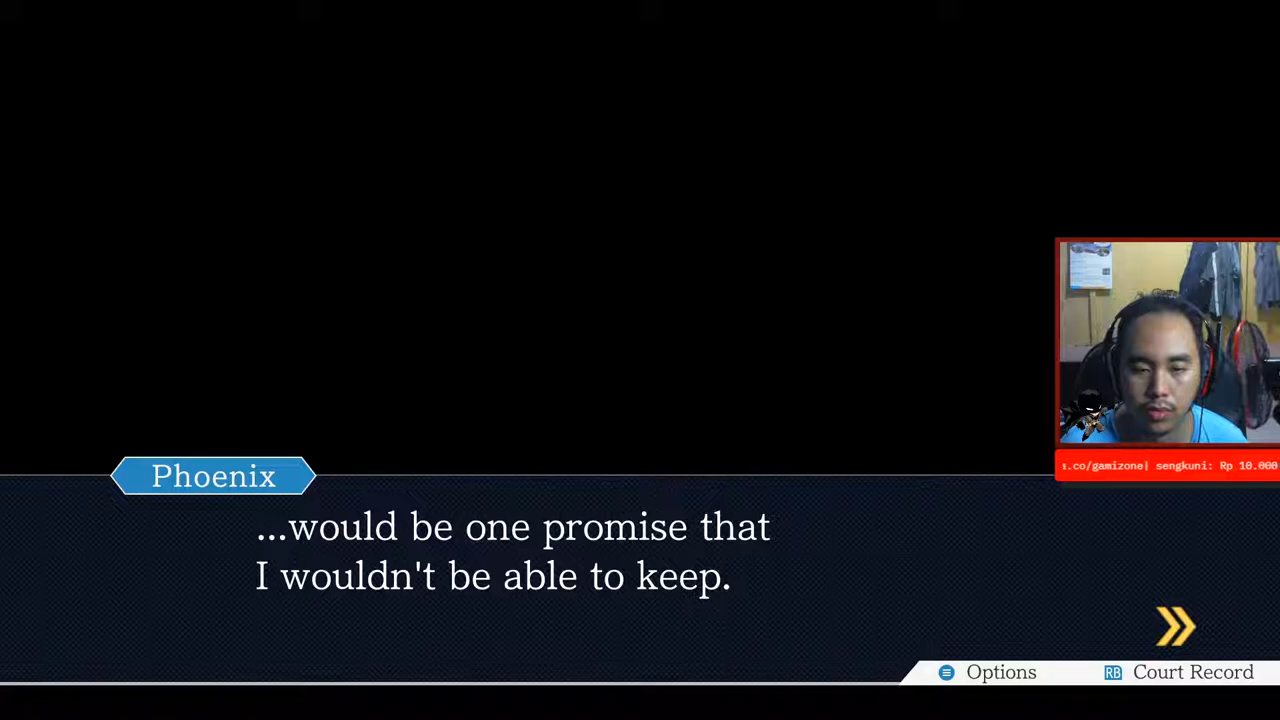 .co/gamizone| sengkuni: Rp 10.000
Phoenix
...would be one promise that
I wouldn't be able to keep.
Options
RB Court Record